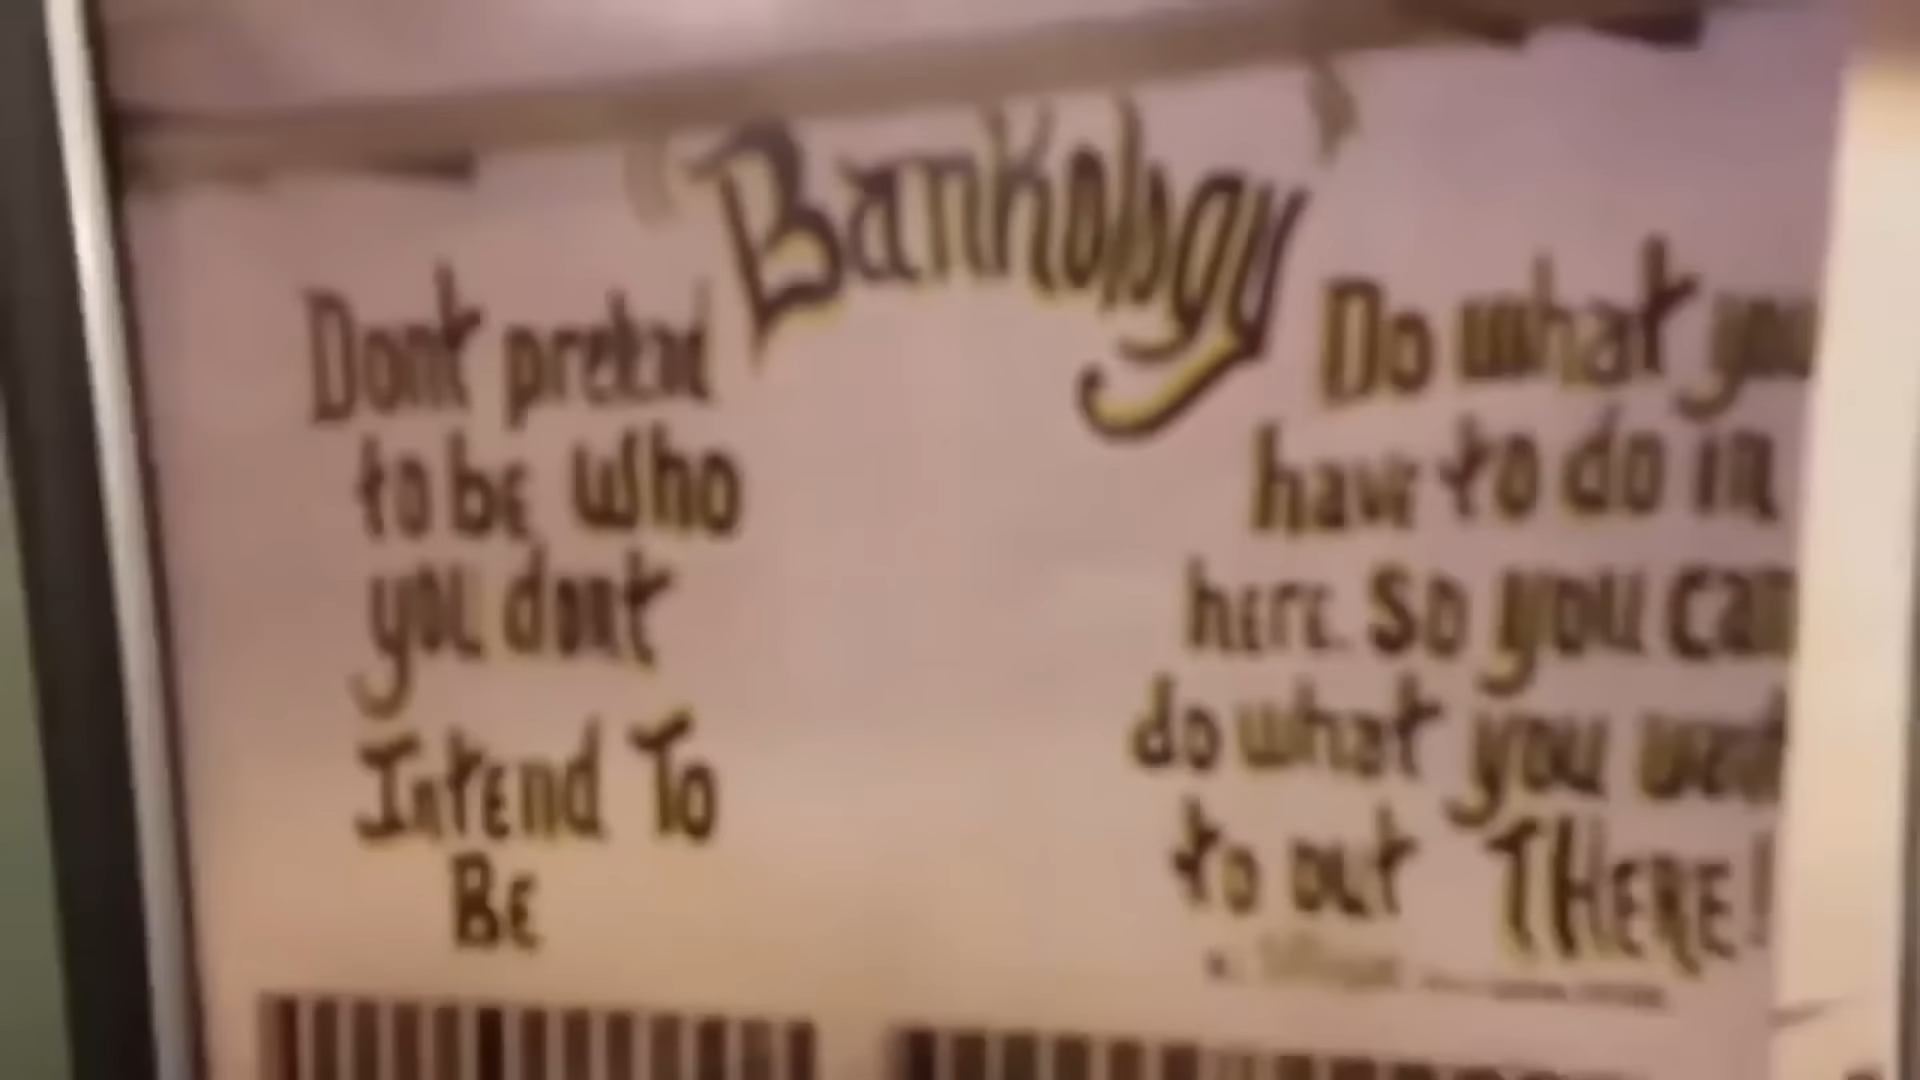 "Bankology"
Dont pretend
to be who
you dont
Intend To
BE
Do what you
have to do in
here. So you can
do what you want
to out THERE!